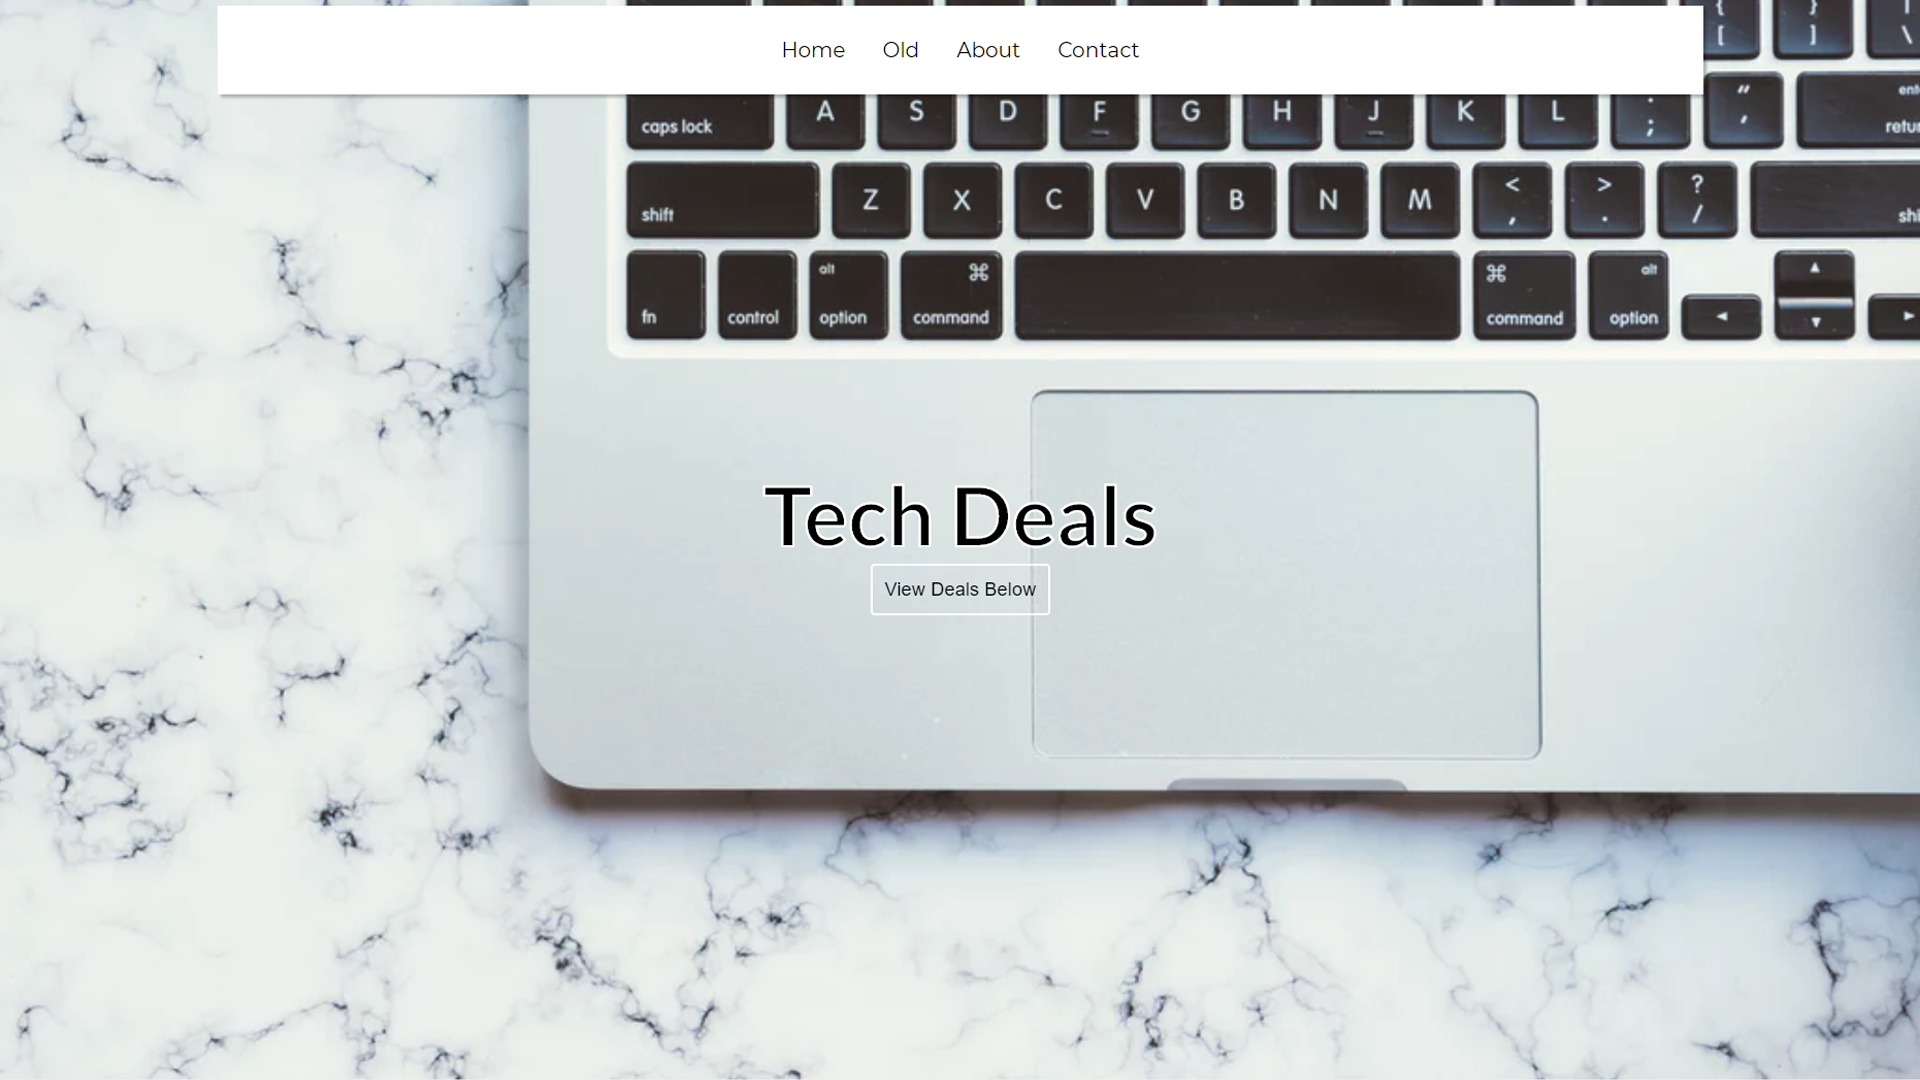 { } |
[ ] \
Home Old About Contact
caps lock A S D F G H J K L : ; “ ‘
return
shift Z X C V B N M < , > . ? /
alt ⌘ ⌘ alt ▲
fn control option command command option ◄ ▼ ►
Tech Deals
View Deals Below